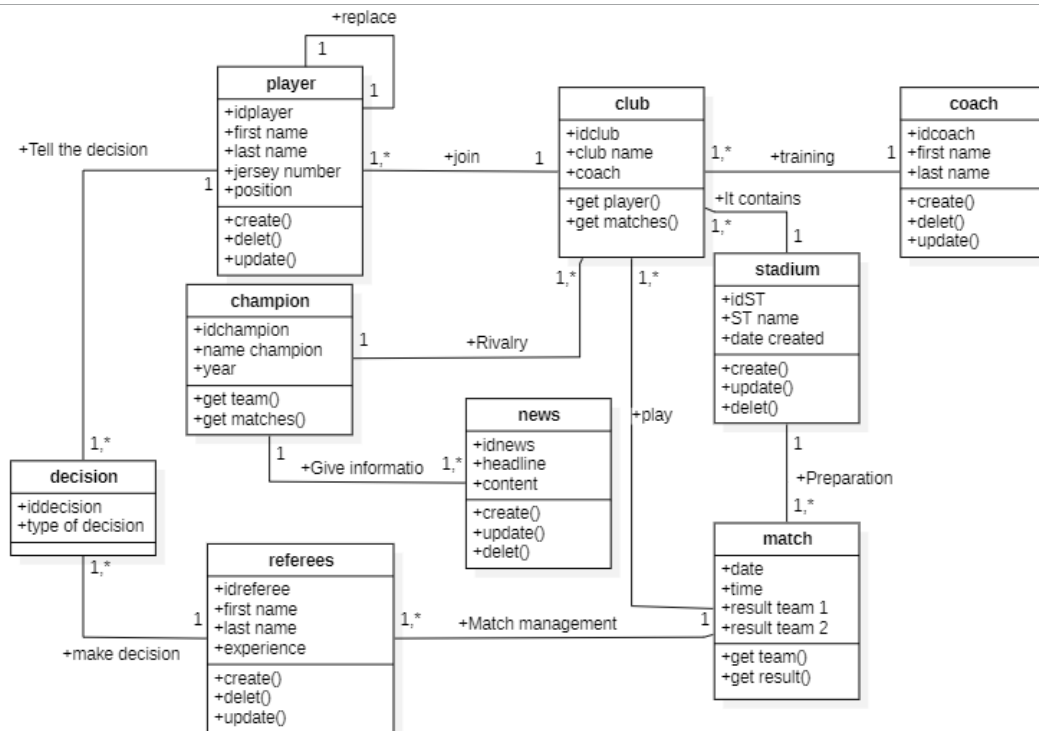 +replace
1
1
player
+idplayer
+first name
+last name
+jersey number
+position
+create()
+delet()
+update()
+Tell the decision
1
1,*
1,*
+join
1
club
+idclub
+club name
+coach
+get player()
+get matches()
1,*
+training
1
coach
+idcoach
+first name
+last name
+create()
+delet()
+update()
+It contains
1,*
1
stadium
+idST
+ST name
+date created
+create()
+update()
+delet()
champion
+idchampion
+name champion
+year
+get team()
+get matches()
1
+Rivalry
1,*
1,*
+play
1
+Give informatio
1,*
news
+idnews
+headline
+content
+create()
+update()
+delet()
1
+Preparation
1,*
decision
+iddecision
+type of decision
1,*
+make decision
1
referees
+idreferee
+first name
+last name
+experience
+create()
+delet()
+update()
1,*
+Match management
1
match
+date
+time
+result team 1
+result team 2
+get team()
+get result()